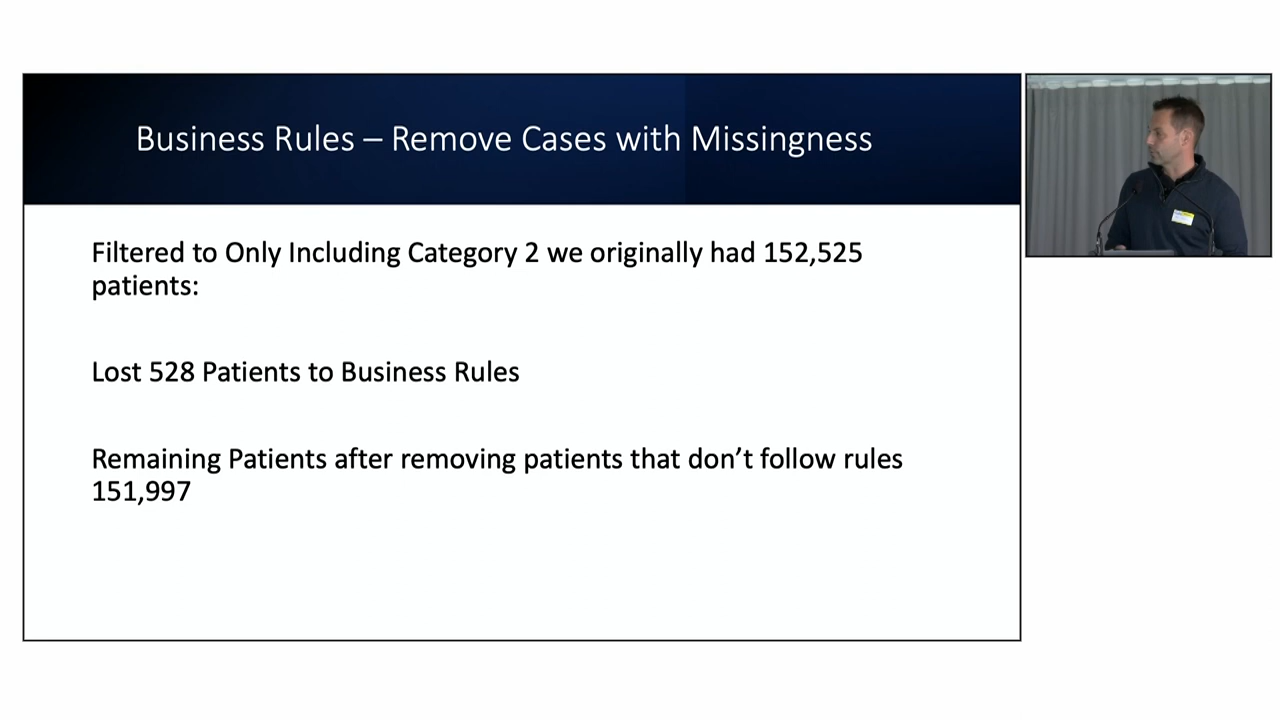 Business Rules – Remove Cases with Missingness
Filtered to Only Including Category 2 we originally had 152,525
patients:
Lost 528 Patients to Business Rules
Remaining Patients after removing patients that don’t follow rules
151,997